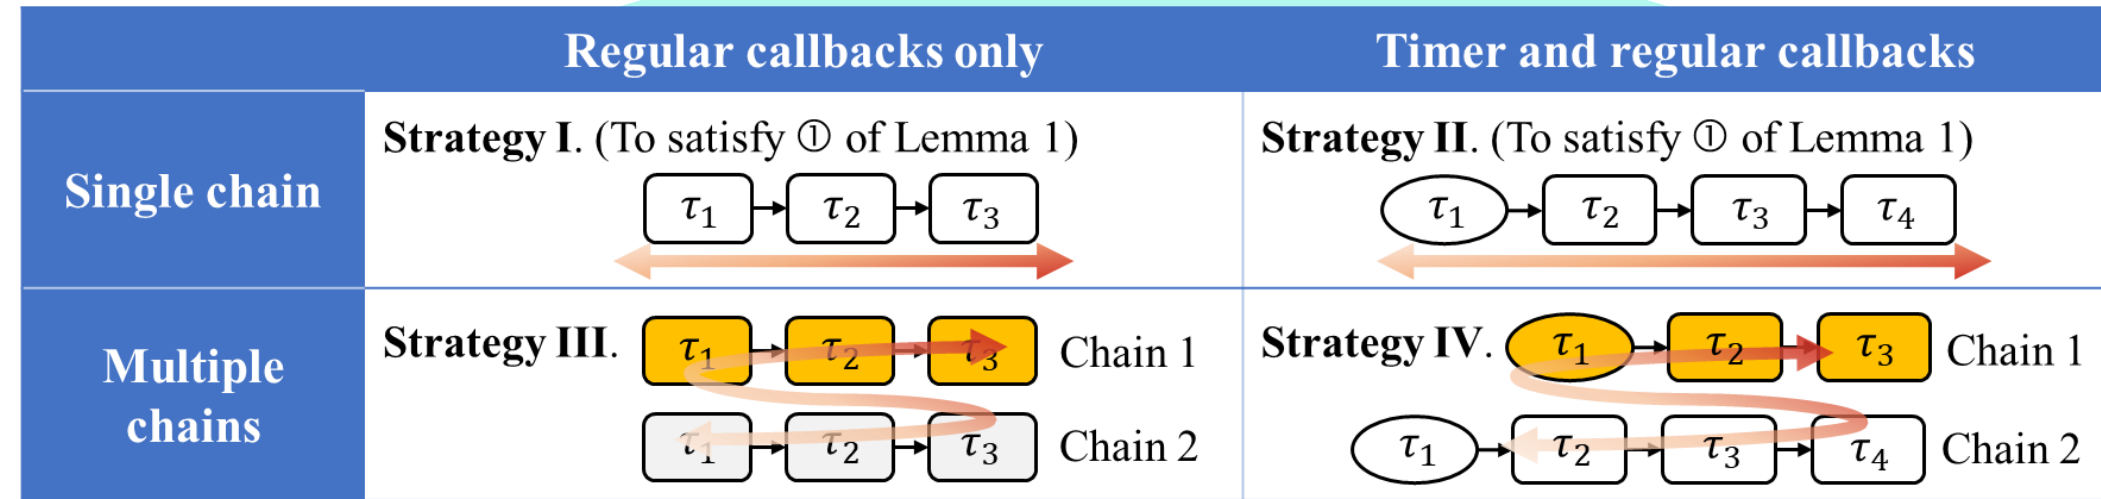 Regular callbacks only
Timer and regular callbacks
Single chain
Strategy I. (To satisfy ① of Lemma 1)
τ₁ τ₂ τ₃
Strategy II. (To satisfy ① of Lemma 1)
τ₁ τ₂ τ₃ τ₄
Multiple
chains
Strategy III. τ₁ τ₂ τ₃ Chain 1
τ₁ τ₂ τ₃ Chain 2
Strategy IV. τ₁ τ₂ τ₃ Chain 1
τ₁ τ₂ τ₃ τ₄ Chain 2